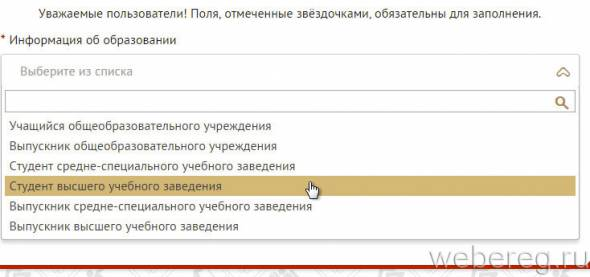 Уважаемые пользователи! Поля, отмеченные звёздочками, обязательны для заполнения.
* Информация об образовании
Выберите из списка
Учащийся общеобразовательного учреждения
Выпускник общеобразовательного учреждения
Студент средне-специального учебного заведения
Студент высшего учебного заведения
Выпускник средне-специального учебного заведения
Выпускник высшего учебного заведения
webereg.ru